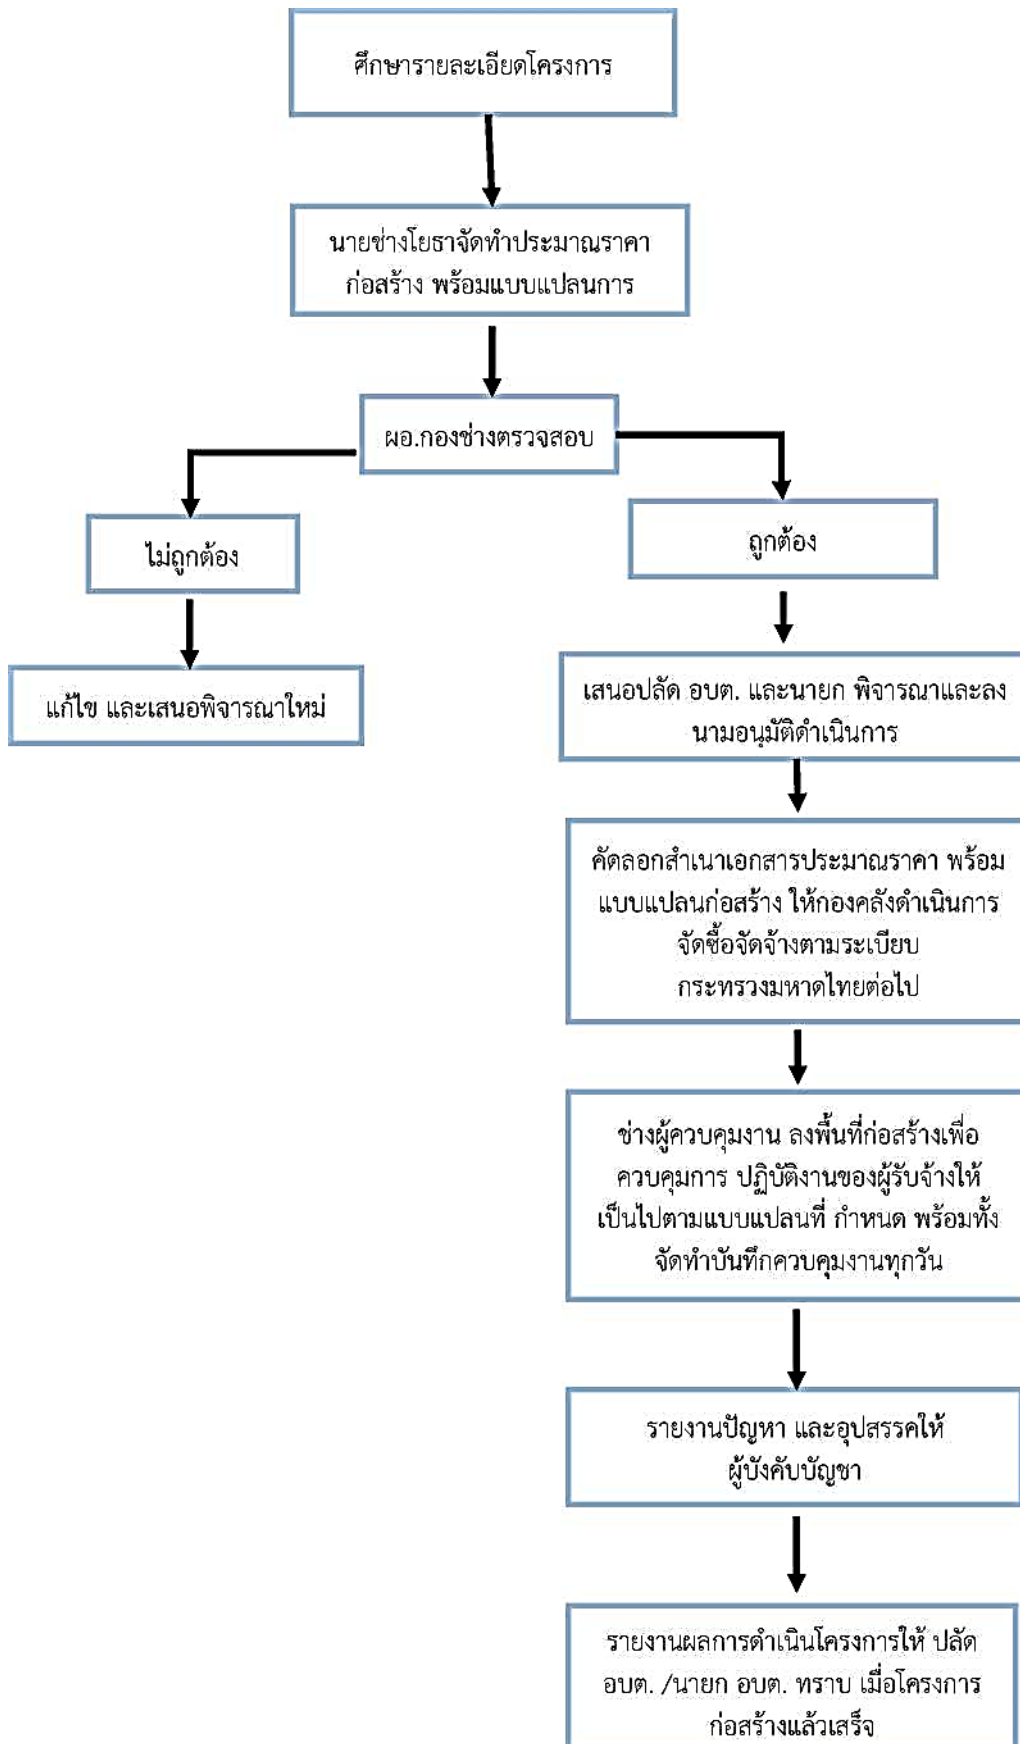 ศึกษารายละเอียดโครงการ
นายช่างโยธาจัดทำประมาณราคา
ก่อสร้าง พร้อมแบบแปลนการ
ผอ.กองช่างตรวจสอบ
ไม่ถูกต้อง
ถูกต้อง
แก้ไข และเสนอพิจารณาใหม่
เสนอปลัด อบต. และนายก พิจารณาและลง
นามอนุมัติดำเนินการ
คัดลอกสำเนาเอกสารประมาณราคา พร้อม
แบบแปลนก่อสร้าง ให้กองคลังดำเนินการ
จัดซื้อจัดจ้างตามระเบียบ
กระทรวงมหาดไทยต่อไป
ช่างผู้ควบคุมงาน ลงพื้นที่ก่อสร้างเพื่อ
ควบคุมการ ปฏิบัติงานของผู้รับจ้างให้
เป็นไปตามแบบแปลนที่ กำหนด พร้อมทั้ง
จัดทำบันทึกควบคุมงานทุกวัน
รายงานปัญหา และอุปสรรคให้
ผู้บังคับบัญชา
รายงานผลการดำเนินโครงการให้ ปลัด
อบต. /นายก อบต. ทราบ เมื่อโครงการ
ก่อสร้างแล้วเสร็จ